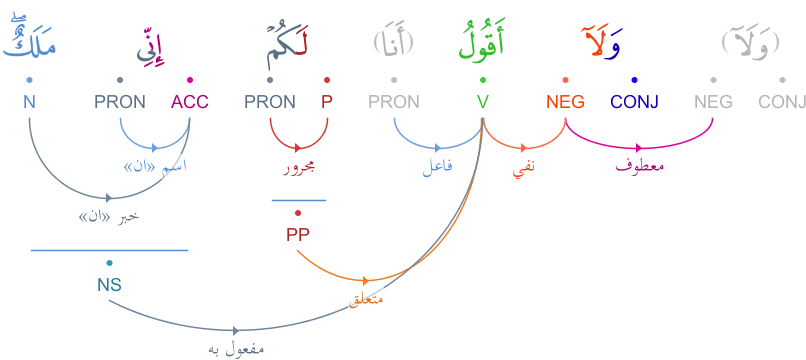 (وَلَآ) وَلَآ أَقُولُ (أَنَا) لَكُمْ إِنِّي مَلَكٌۖ
CONJ NEG CONJ NEG V PRON P PRON ACC PRON N
معطوف نفي فاعل مجرور اسم «ان»
خبر «ان»
PP
NS
متعلق
مفعول به